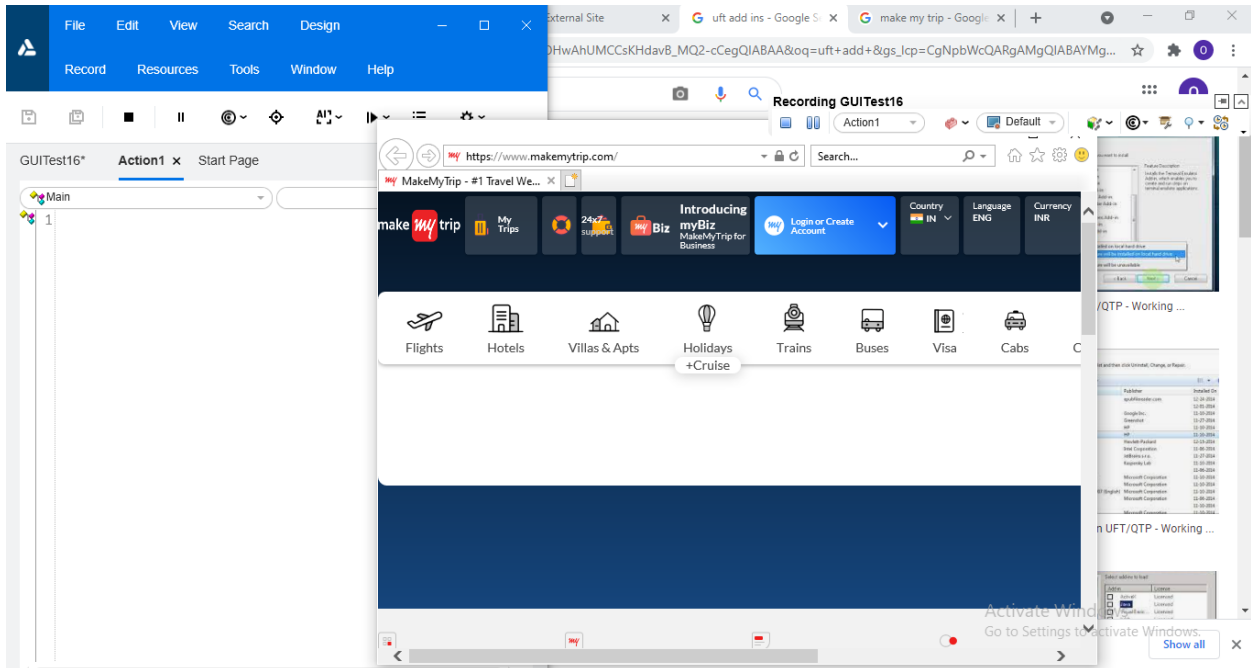 File Edit View Search Design
Record Resources Tools Window Help
External Site
uft add ins - Google S
make my trip - Google
DHwAhUMCCsKHdavB_MQ2-cCegQIABAA&oq=uft+add+&gs_lcp=CgNpbWcQARgAMgQIABAYMg...
O
Recording GUITest16
Action1
Default
GUITest16*
Action1
Start Page
Main
1
https://www.makemytrip.com/
Search...
MakeMyTrip - #1 Travel We...
make my trip
My
Trips
24x7
support
my Biz
Introducing
myBiz
MakeMyTrip for
Business
my
Login or Create
Account
Country
IN
Language
ENG
Currency
INR
Flights
Hotels
Villas & Apts
Holidays
Trains
Buses
Visa
Cabs
C
+Cruise
/QTP - Working ...
n UFT/QTP - Working ...
Activate Windows
Go to Settings to activate Windows.
Show all